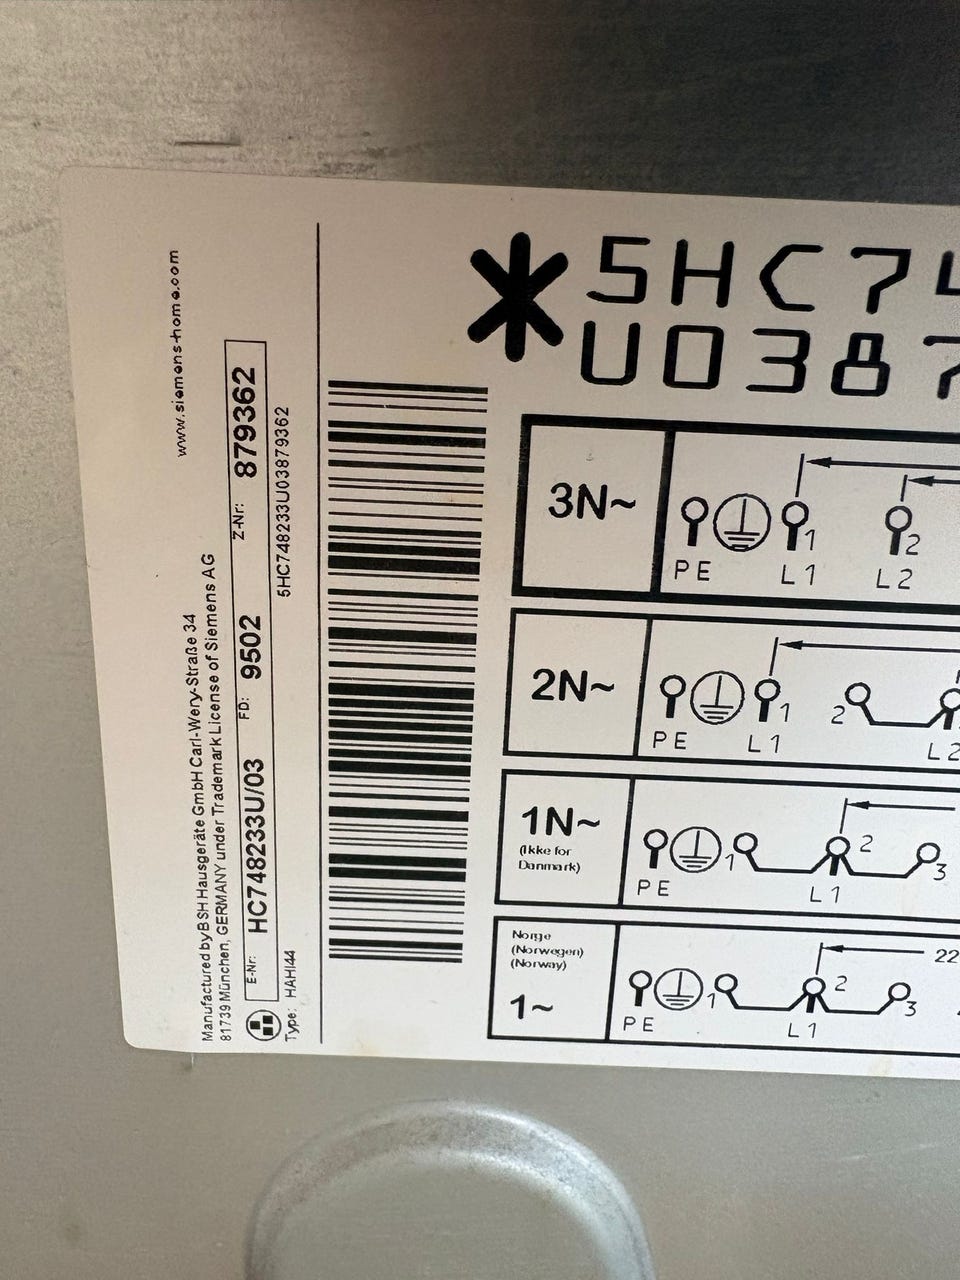 www.siemens-home.com
Manufactured by BSH Hausgeräte GmbH Carl-Wery-Straße 34
81739 München, GERMANY under Trademark License of Siemens AG
E-Nr: HC748233U/03 FD: 9502 Z-Nr: 879362
Type: HAHI44 5HC748233U03879362
*5HC74
U0387
3N~
1 2
PE L1 L2
2N~
1 2
PE L1 L2
1N~
(Ikke for
Danmark)
1 2 3
PE L1
Norge
(Norwegen)
(Norway)
1~
22
1 2 3
PE L1